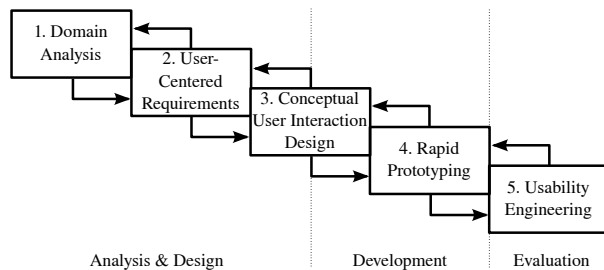 1. Domain
Analysis
2. User-
Centered
Requirements
3. Conceptual
User Interaction
Design
4. Rapid
Prototyping
5. Usability
Engineering
Analysis & Design
Development
Evaluation